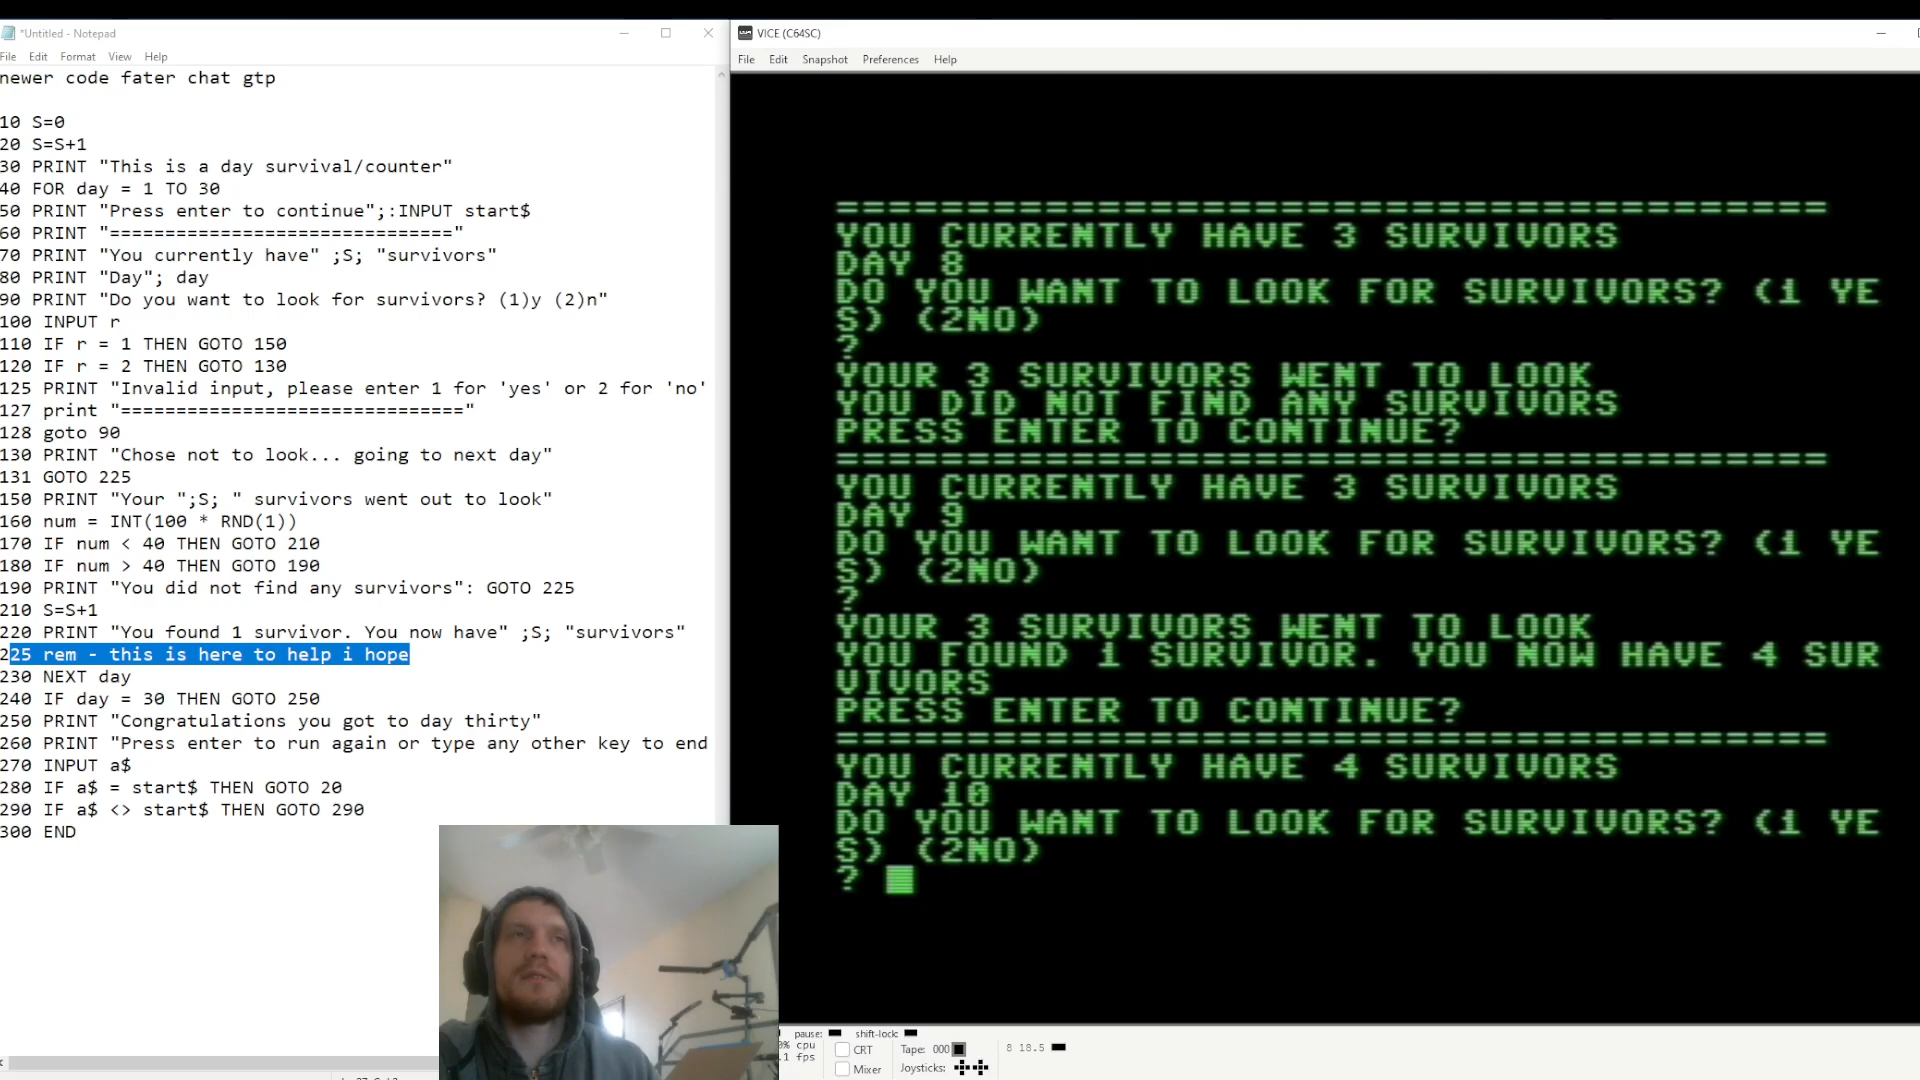 *Untitled - Notepad
File Edit Format View Help
newer code fater chat gtp
10 S=0
20 S=S+1
30 PRINT "This is a day survival/counter"
40 FOR day = 1 TO 30
50 PRINT "Press enter to continue";:INPUT start$
60 PRINT "==============================="
70 PRINT "You currently have" ;S; "survivors"
80 PRINT "Day"; day
90 PRINT "Do you want to look for survivors? (1)y (2)n"
100 INPUT r
110 IF r = 1 THEN GOTO 150
120 IF r = 2 THEN GOTO 130
125 PRINT "Invalid input, please enter 1 for 'yes' or 2 for 'no'
127 print "==============================="
128 goto 90
130 PRINT "Chose not to look... going to next day"
131 GOTO 225
150 PRINT "Your ";S; " survivors went out to look"
160 num = INT(100 * RND(1))
170 IF num < 40 THEN GOTO 210
180 IF num > 40 THEN GOTO 190
190 PRINT "You did not find any survivors": GOTO 225
210 S=S+1
220 PRINT "You found 1 survivor. You now have" ;S; "survivors"
225 rem - this is here to help i hope
230 NEXT day
240 IF day = 30 THEN GOTO 250
250 PRINT "Congratulations you got to day thirty"
260 PRINT "Press enter to run again or type any other key to end
270 INPUT a$
280 IF a$ = start$ THEN GOTO 20
290 IF a$ <> start$ THEN GOTO 290
300 END
VICE (C64SC)
File Edit Snapshot Preferences Help
======================================
YOU CURRENTLY HAVE 3 SURVIVORS
DAY 8
DO YOU WANT TO LOOK FOR SURVIVORS? (1 YE
S) (2NO)
?
YOUR 3 SURVIVORS WENT TO LOOK
YOU DID NOT FIND ANY SURVIVORS
PRESS ENTER TO CONTINUE?
======================================
YOU CURRENTLY HAVE 3 SURVIVORS
DAY 9
DO YOU WANT TO LOOK FOR SURVIVORS? (1 YE
S) (2NO)
?
YOUR 3 SURVIVORS WENT TO LOOK
YOU FOUND 1 SURVIVOR. YOU NOW HAVE 4 SUR
VIVORS
PRESS ENTER TO CONTINUE?
======================================
YOU CURRENTLY HAVE 4 SURVIVORS
DAY 10
DO YOU WANT TO LOOK FOR SURVIVORS? (1 YE
S) (2NO)
?
pause: shift-lock:
% cpu
.1 fps
CRT
Mixer
Tape: 000
Joysticks:
8 18.5